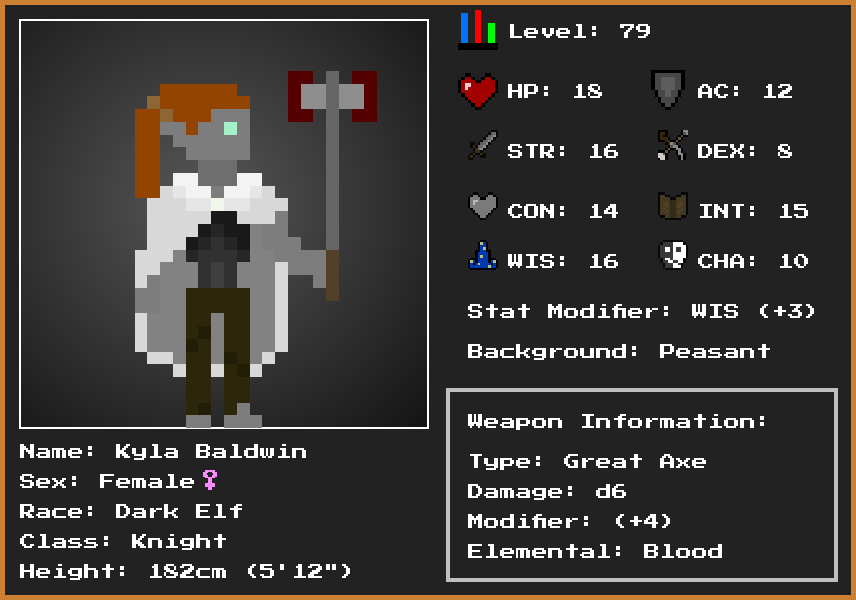 Level: 79
HP: 18
AC: 12
STR: 16
DEX: 8
CON: 14
INT: 15
WIS: 16
CHA: 10
Stat Modifier: WIS (+3)
Background: Peasant
Weapon Information:
Type: Great Axe
Damage: d6
Modifier: (+4)
Elemental: Blood
Name: Kyla Baldwin
Sex: Female♀
Race: Dark Elf
Class: Knight
Height: 182cm (5'12")